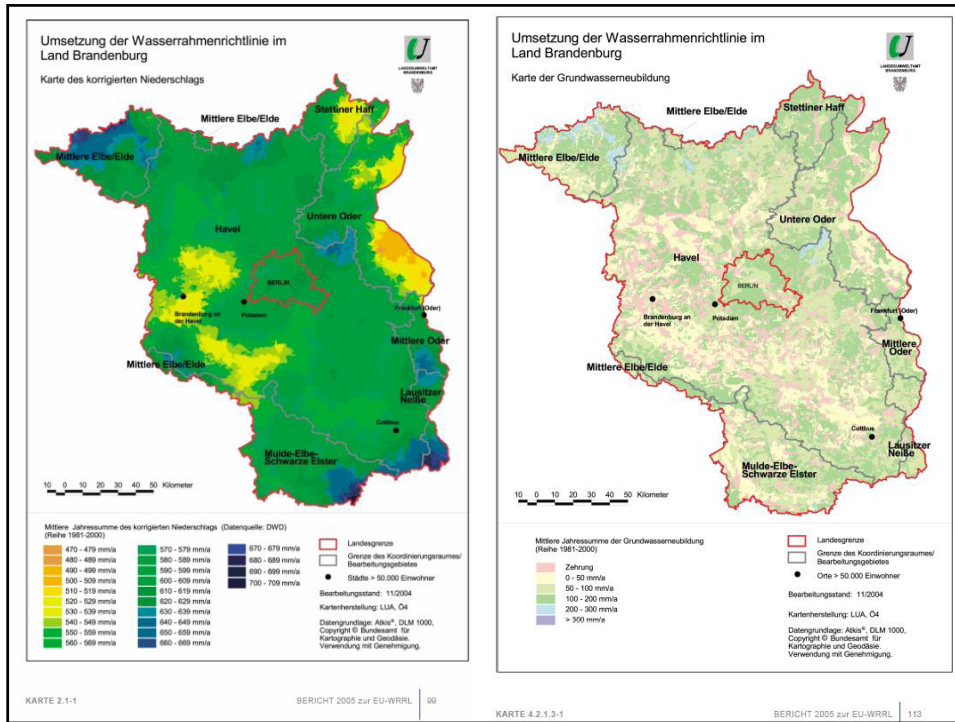 Umsetzung der Wasserrahmenrichtlinie im
Land Brandenburg
Karte des korrigierten Niederschlags
LANDESUMWELTAMT
BRANDENBURG
Mittlere Elbe/Elde
Stettiner Haff
Mittlere Elbe/Elde
Untere Oder
Havel
BERLIN
Brandenburg an
der Havel
Potsdam
Frankfurt (Oder)
Mittlere Oder
Mittlere Elbe/Elde
Lausitzer
Neiße
Cottbus
Mulde-Elbe-
Schwarze Elster
10 0 10 20 30 40 50 Kilometer
Mittlere Jahressumme des korrigierten Niederschlags (Datenquelle: DWD)
(Reihe 1981-2000)
470 - 479 mm/a
480 - 489 mm/a
490 - 499 mm/a
500 - 509 mm/a
510 - 519 mm/a
520 - 529 mm/a
530 - 539 mm/a
540 - 549 mm/a
550 - 559 mm/a
560 - 569 mm/a
570 - 579 mm/a
580 - 589 mm/a
590 - 599 mm/a
600 - 609 mm/a
610 - 619 mm/a
620 - 629 mm/a
630 - 639 mm/a
640 - 649 mm/a
650 - 659 mm/a
660 - 669 mm/a
670 - 679 mm/a
680 - 689 mm/a
690 - 699 mm/a
700 - 709 mm/a
Landesgrenze
Grenze des Koordinierungsraumes/
Bearbeitungsgebietes
Städte > 50.000 Einwohner
Bearbeitungsstand: 11/2004
Kartenherstellung: LUA, Ö4
Datengrundlage: Atkis®, DLM 1000,
Copyright © Bundesamt für
Kartographie und Geodäsie.
Verwendung mit Genehmigung.
KARTE 2.1-1
BERICHT 2005 zur EU-WRRL 99
Umsetzung der Wasserrahmenrichtlinie im
Land Brandenburg
Karte der Grundwasserneubildung
LANDESUMWELTAMT
BRANDENBURG
Mittlere Elbe/Elde
Stettiner Haff
Mittlere Elbe/Elde
Untere Oder
Havel
BERLIN
Brandenburg an
der Havel
Potsdam
Frankfurt (Oder)
Mittlere
Oder
Mittlere Elbe/Elde
Cottbus
Lausitzer
Neiße
Mulde-Elbe-
Schwarze Elster
10 0 10 20 30 40 50 Kilometer
Mittlere Jahressumme der Grundwasserneubildung
(Reihe 1981-2000)
Zehrung
0 - 50 mm/a
50 - 100 mm/a
100 - 200 mm/a
200 - 300 mm/a
> 300 mm/a
Landesgrenze
Grenze des Koordinierungsraumes/
Bearbeitungsgebietes
Orte > 50.000 Einwohner
Bearbeitungsstand: 11/2004
Kartenherstellung: LUA, Ö4
Datengrundlage: Atkis®, DLM 1000,
Copyright © Bundesamt für
Kartographie und Geodäsie.
Verwendung mit Genehmigung.
KARTE 4.2.1.3-1
BERICHT 2005 zur EU-WRRL 113